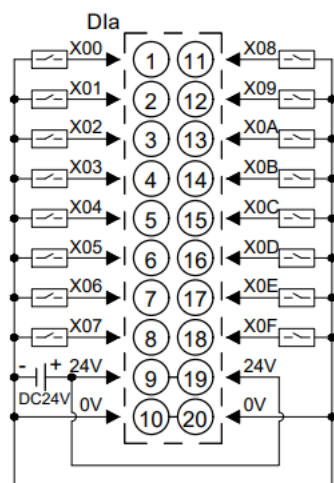 DIa
X00 1 11 X08
X01 2 12 X09
X02 3 13 X0A
X03 4 14 X0B
X04 5 15 X0C
X05 6 16 X0D
X06 7 17 X0E
X07 8 18 X0F
- + 24V 9 19 24V
DC24V 0V 10 20 0V